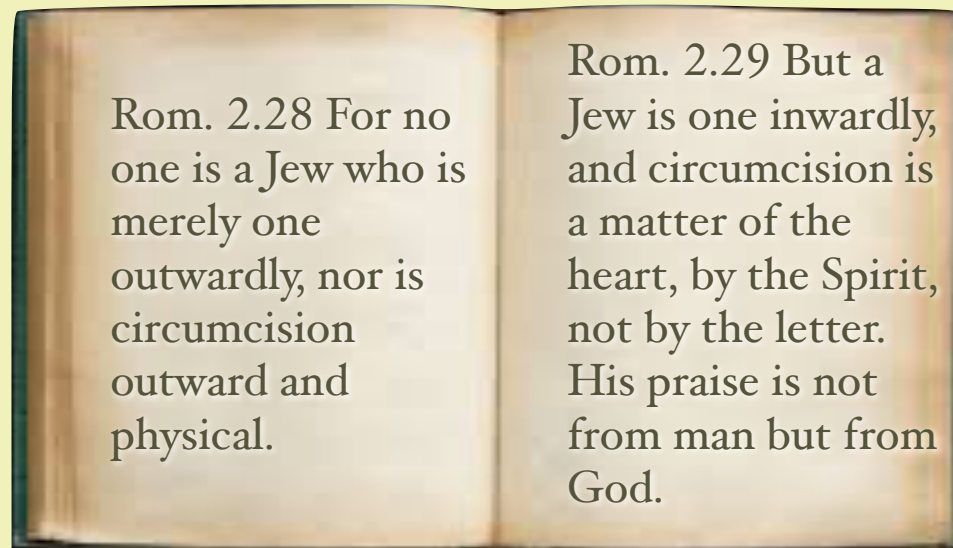 Rom. 2.28 For no
one is a Jew who is
merely one
outwardly, nor is
circumcision
outward and
physical.
Rom. 2.29 But a
Jew is one inwardly,
and circumcision is
a matter of the
heart, by the Spirit,
not by the letter.
His praise is not
from man but from
God.